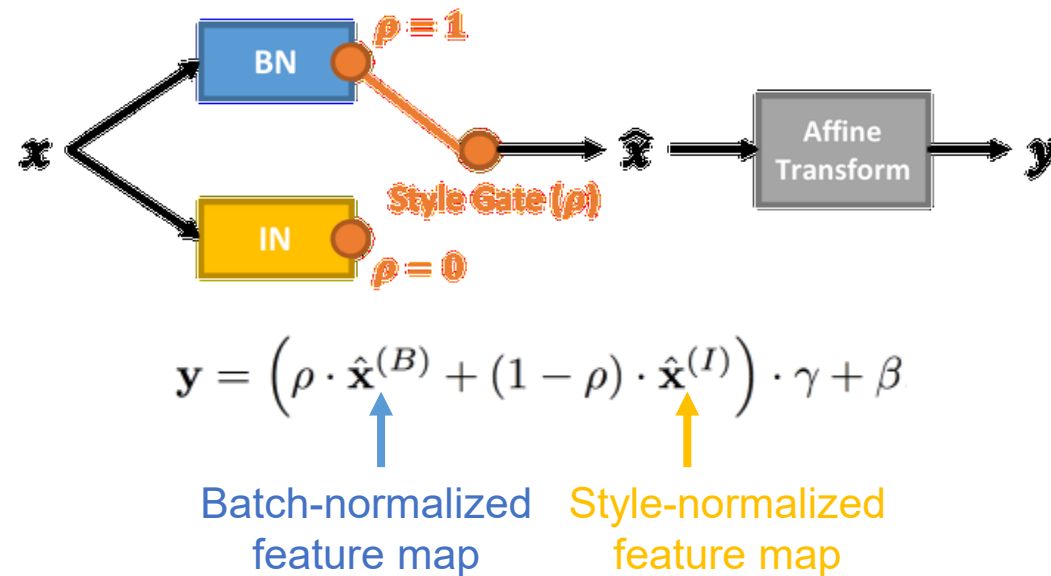 ρ = 1
BN
x
x̂
Affine
Transform
y
Style Gate (ρ)
IN
ρ = 0
y = (ρ · x̂^(B) + (1 − ρ) · x̂^(I)) · γ + β
Batch-normalized
feature map
Style-normalized
feature map